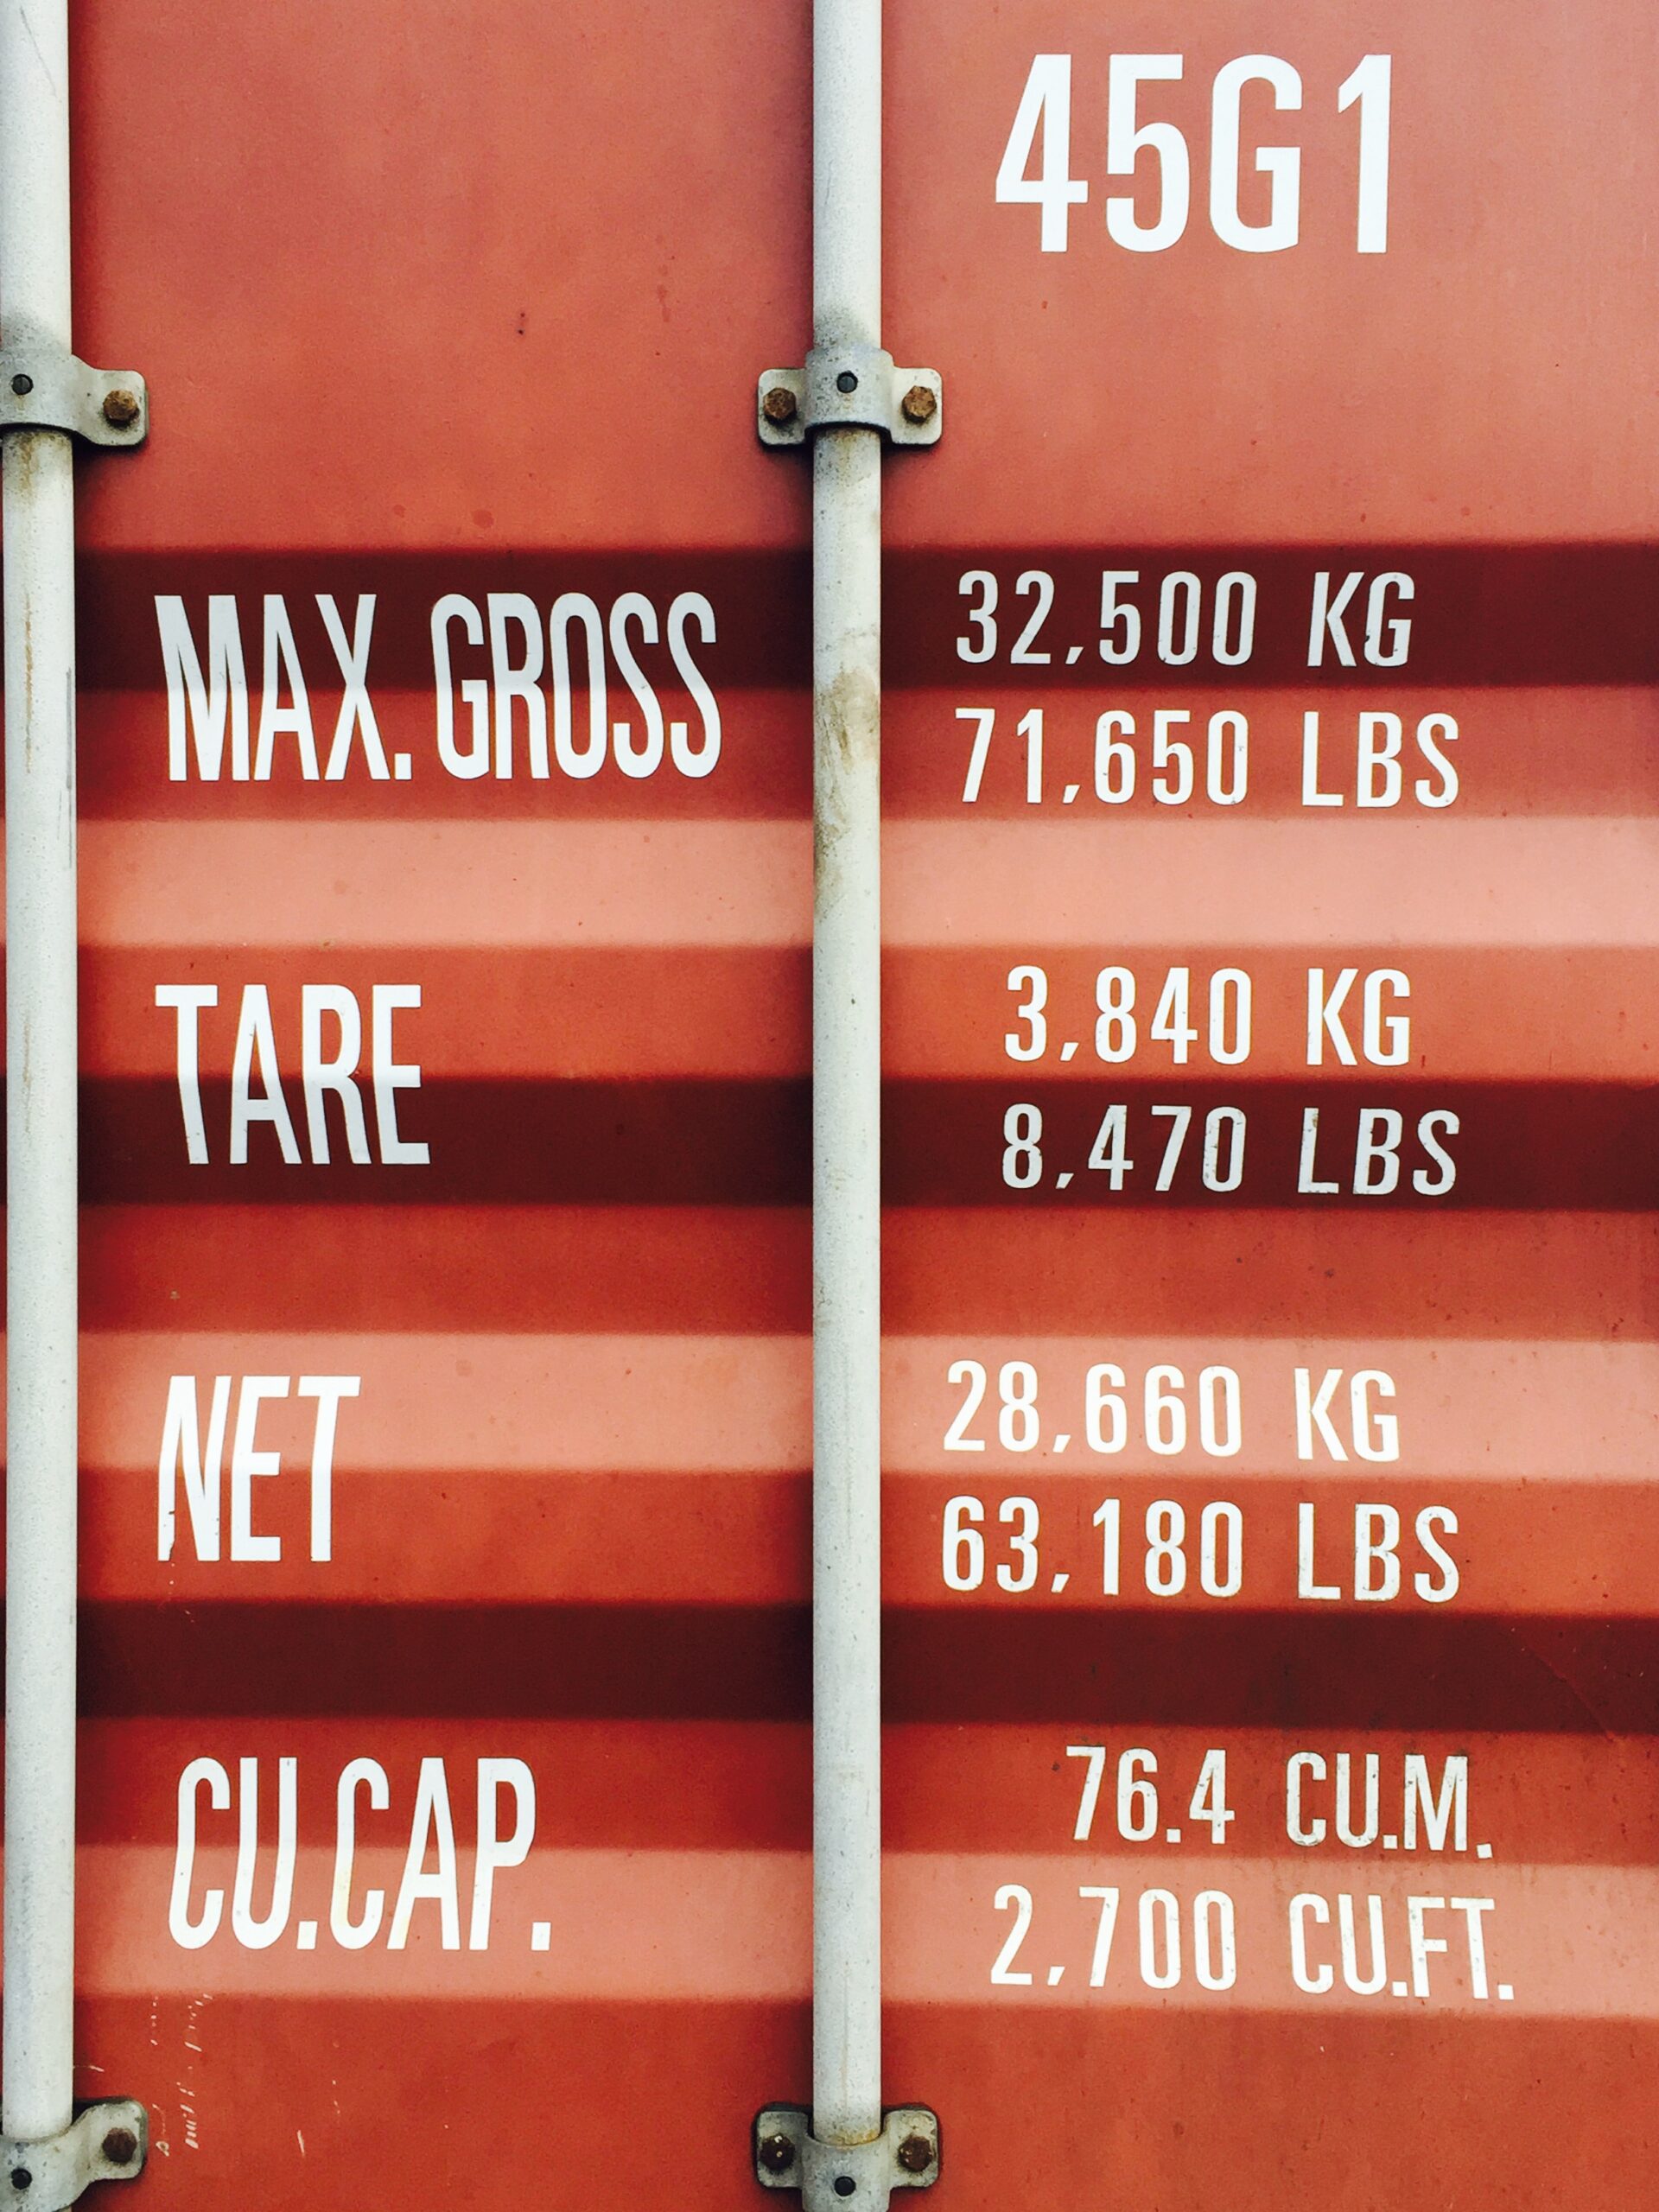 45G1
MAX. GROSS 32,500 KG
71,650 LBS
TARE 3,840 KG
8,470 LBS
NET 28,660 KG
63,180 LBS
CU.CAP. 76.4 CU.M.
2,700 CU.FT.